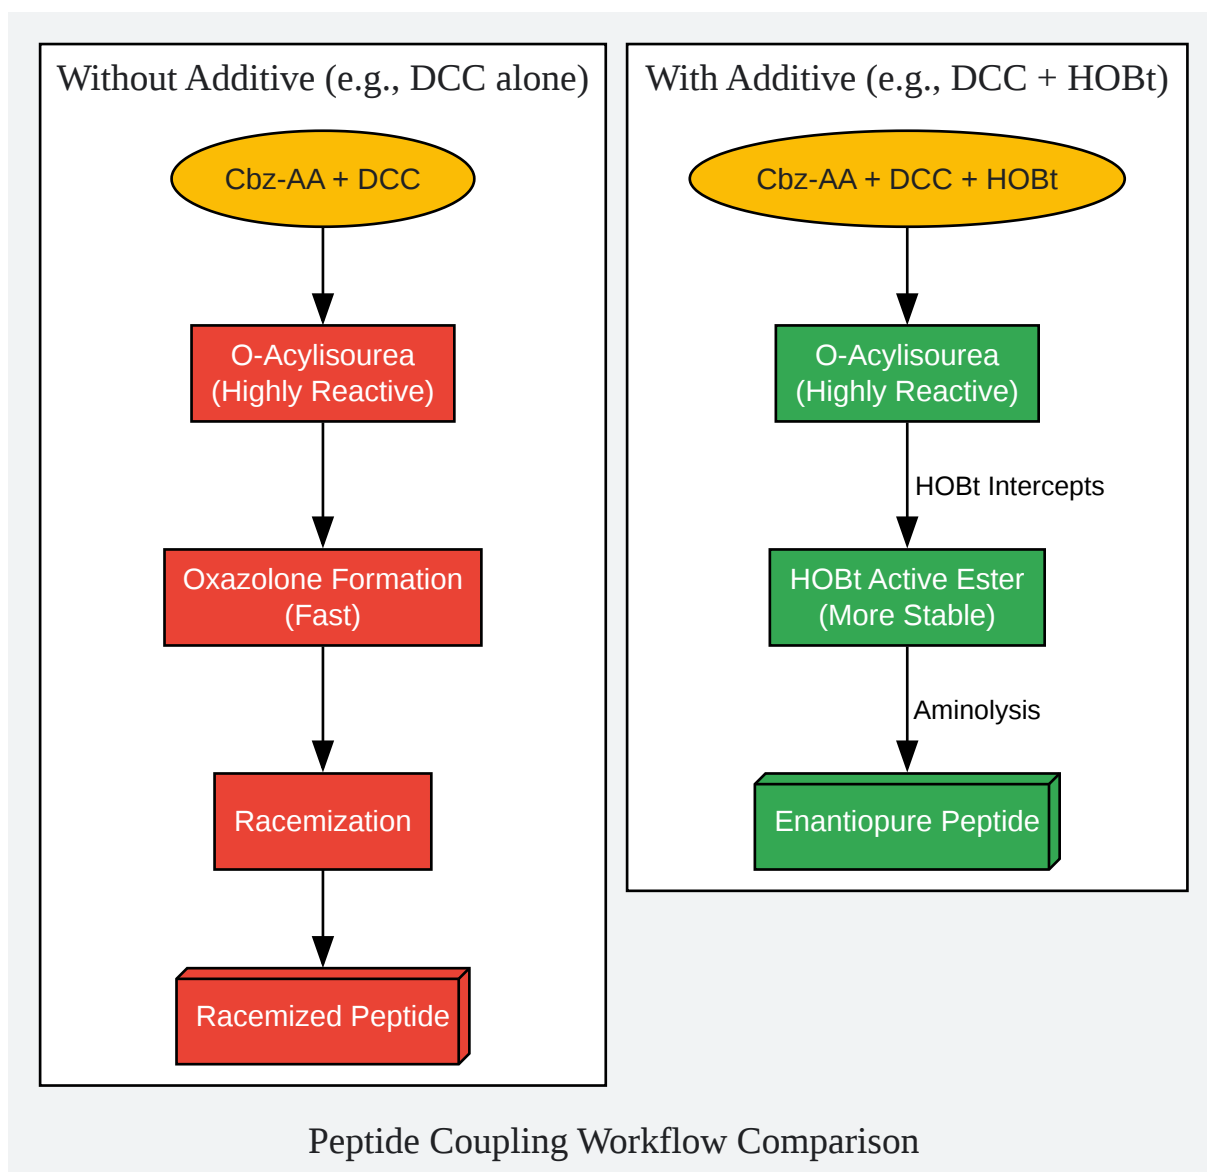 Without Additive (e.g., DCC alone)
Cbz-AA + DCC
O-Acylisourea
(Highly Reactive)
Oxazolone Formation
(Fast)
Racemization
Racemized Peptide
With Additive (e.g., DCC + HOBt)
Cbz-AA + DCC + HOBt
O-Acylisourea
(Highly Reactive)
HOBt Intercepts
HOBt Active Ester
(More Stable)
Aminolysis
Enantiopure Peptide
Peptide Coupling Workflow Comparison